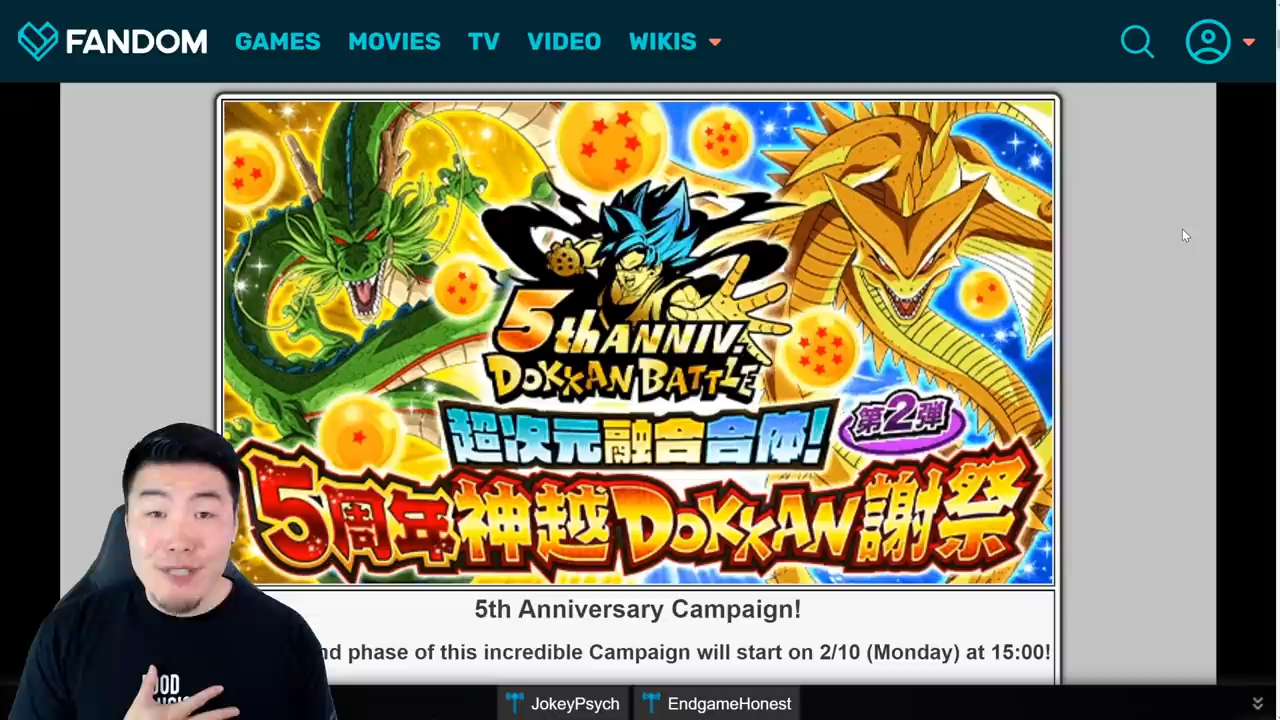 FANDOM GAMES MOVIES TV VIDEO WIKIS
5th ANNIV.
DOKKAN BATTLE
超次元融合合体!
第2弾
5周年神越DOKKAN謝祭
5th Anniversary Campaign!
nd phase of this incredible Campaign will start on 2/10 (Monday) at 15:00!
JokeyPsych EndgameHonest